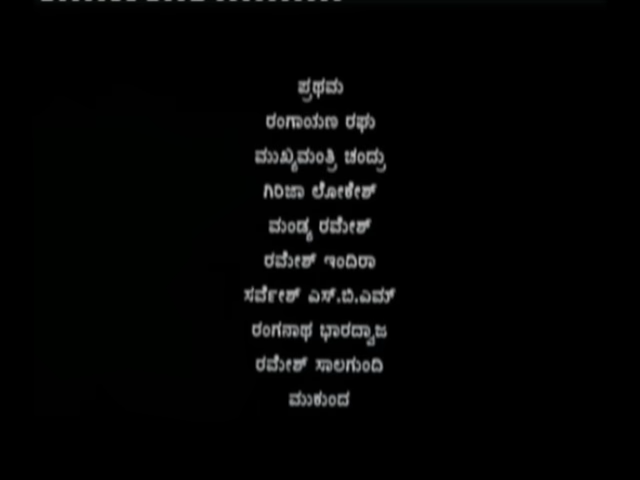 ಪ್ರಥಮ
ರಂಗಾಯಣ ರಘು
ಮುಖ್ಯಮಂತ್ರಿ ಚಂದ್ರು
ಗಿರಿಜಾ ಲೋಕೇಶ್
ಮಂಡ್ಯ ರಮೇಶ್
ರಮೇಶ್ ಇಂದಿರಾ
ಸರ್ವೇಶ್ ಎಸ್.ಬಿ.ಎಮ್
ರಂಗನಾಥ ಭಾರದ್ವಾಜ
ರಮೇಶ್ ಸಾಲಗುಂದಿ
ಮುಕುಂದ